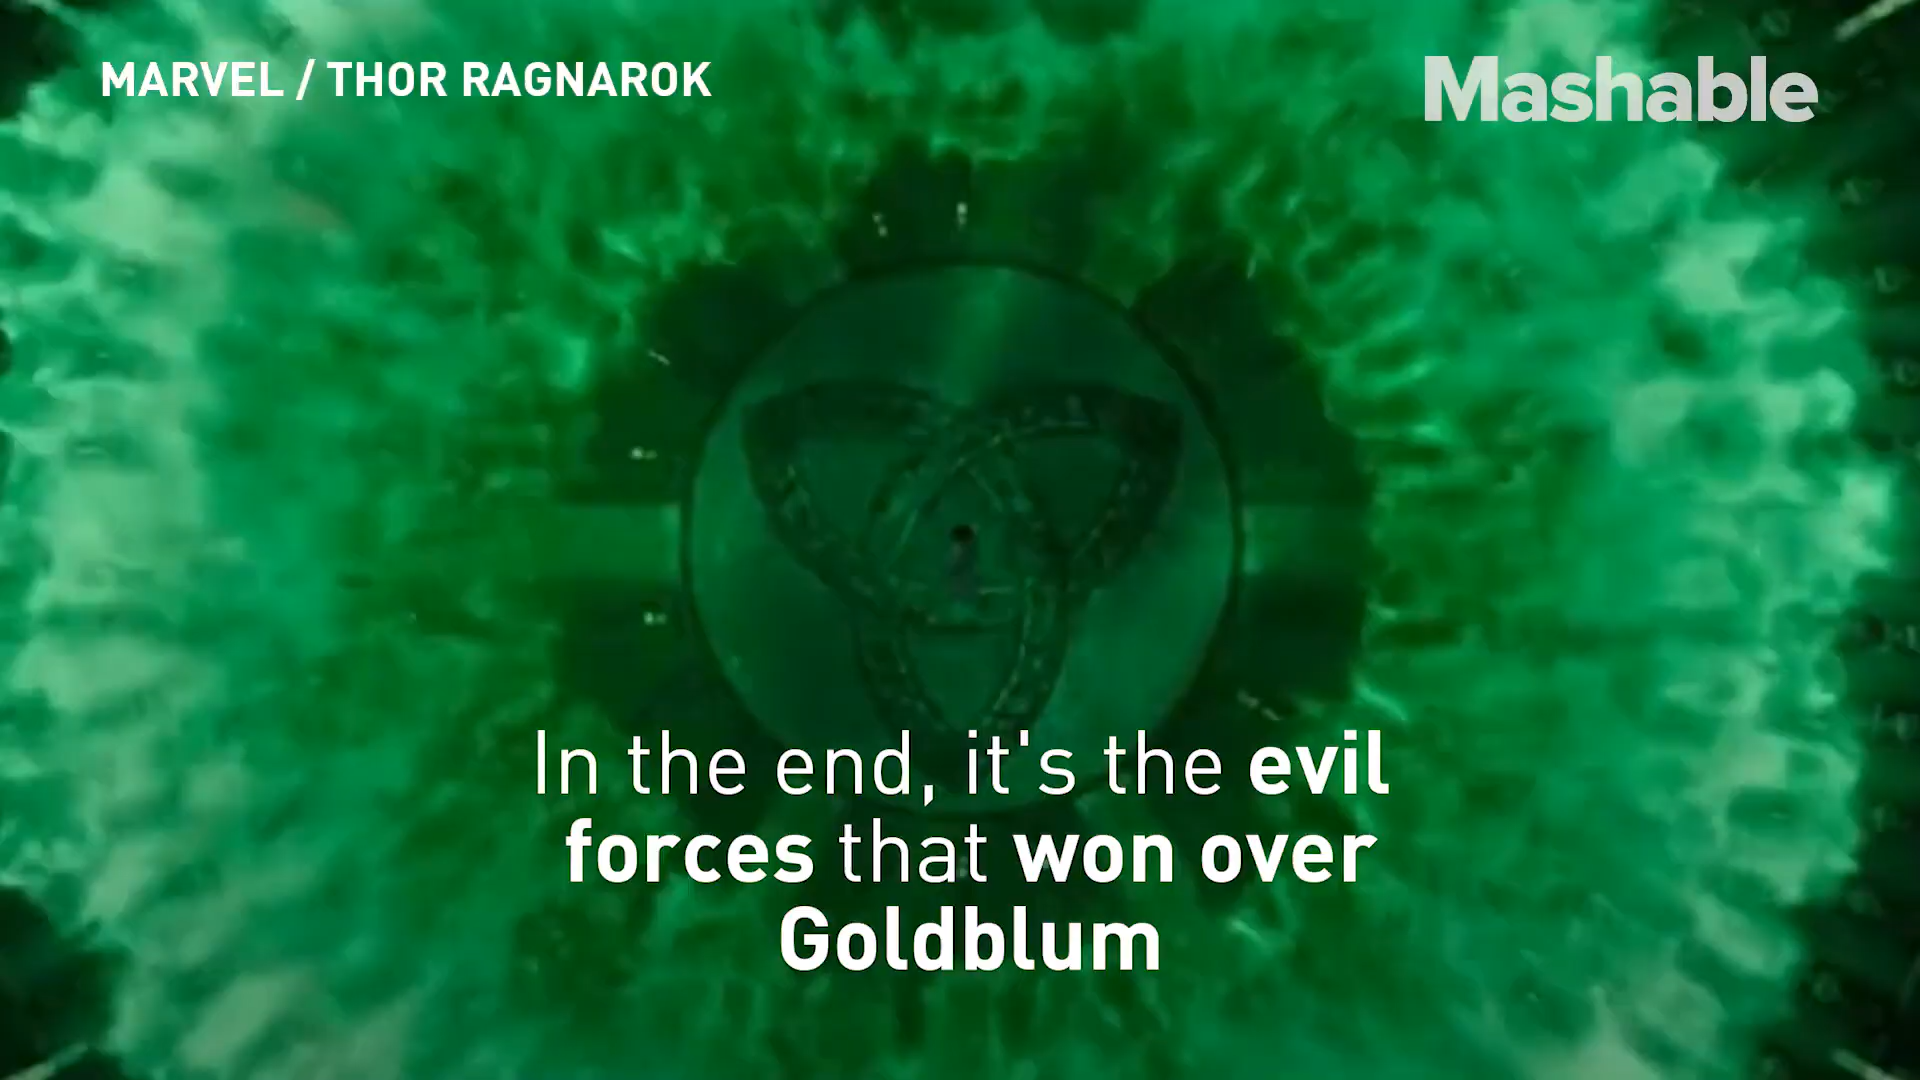 MARVEL / THOR RAGNAROK
Mashable
In the end, it's the evil
forces that won over
Goldblum